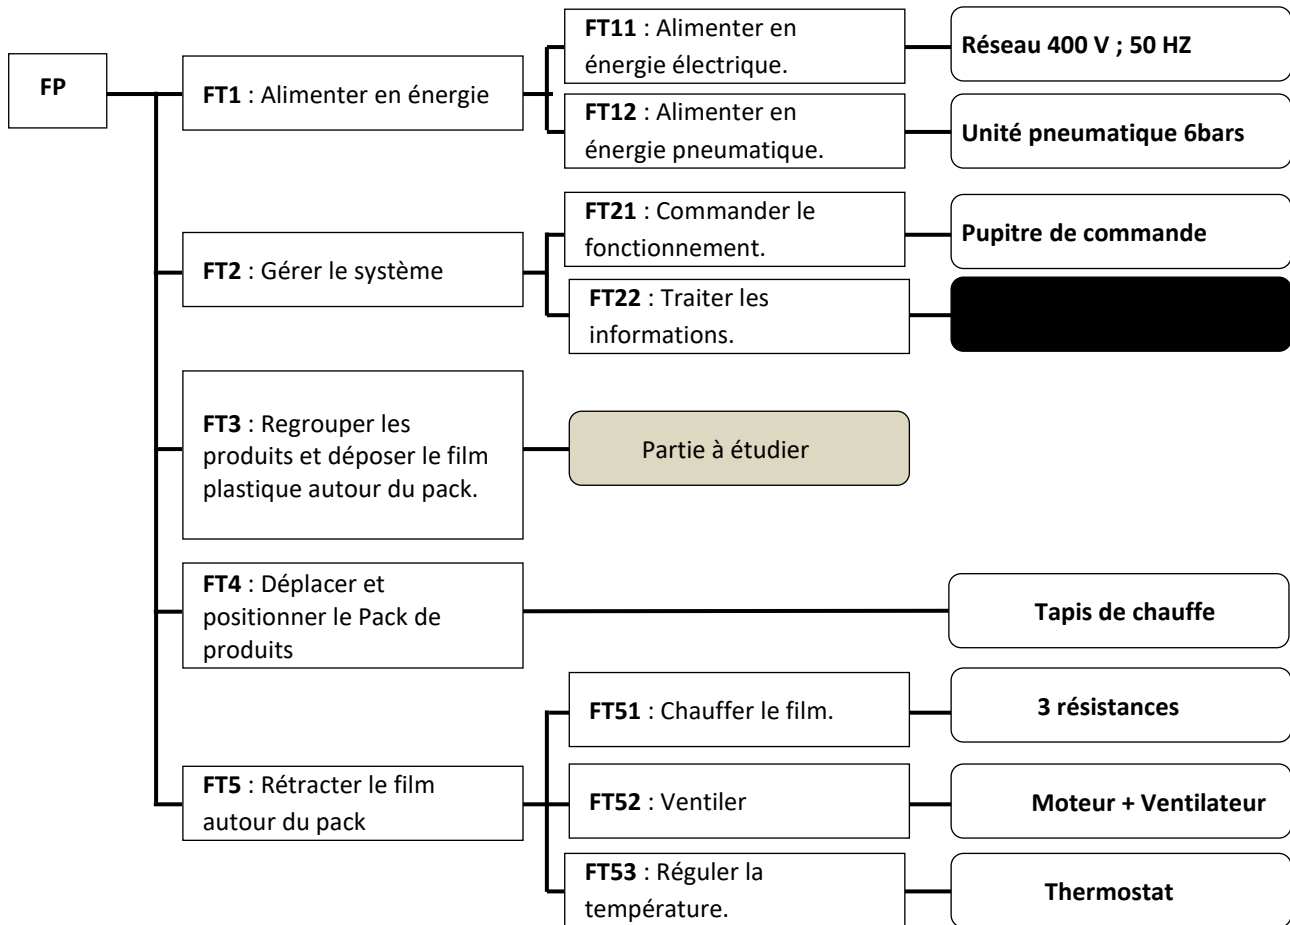 FP
FT1 : Alimenter en énergie
FT11 : Alimenter en
énergie électrique.
Réseau 400 V ; 50 HZ
FT12 : Alimenter en
énergie pneumatique.
Unité pneumatique 6bars
FT2 : Gérer le système
FT21 : Commander le
fonctionnement.
Pupitre de commande
FT22 : Traiter les
informations.
FT3 : Regrouper les
produits et déposer le film
plastique autour du pack.
Partie à étudier
FT4 : Déplacer et
positionner le Pack de
produits
Tapis de chauffe
FT5 : Rétracter le film
autour du pack
FT51 : Chauffer le film.
3 résistances
FT52 : Ventiler
Moteur + Ventilateur
FT53 : Réguler la
température.
Thermostat